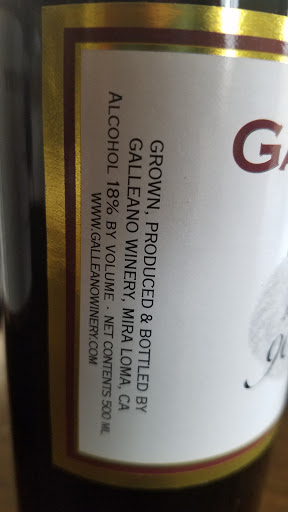 GROWN, PRODUCED & BOTTLED BY
GALLEANO WINERY, MIRA LOMA, CA
ALCOHOL 18% BY VOLUME · NET CONTENTS 500 ML
WWW.GALLEANOWINERY.COM